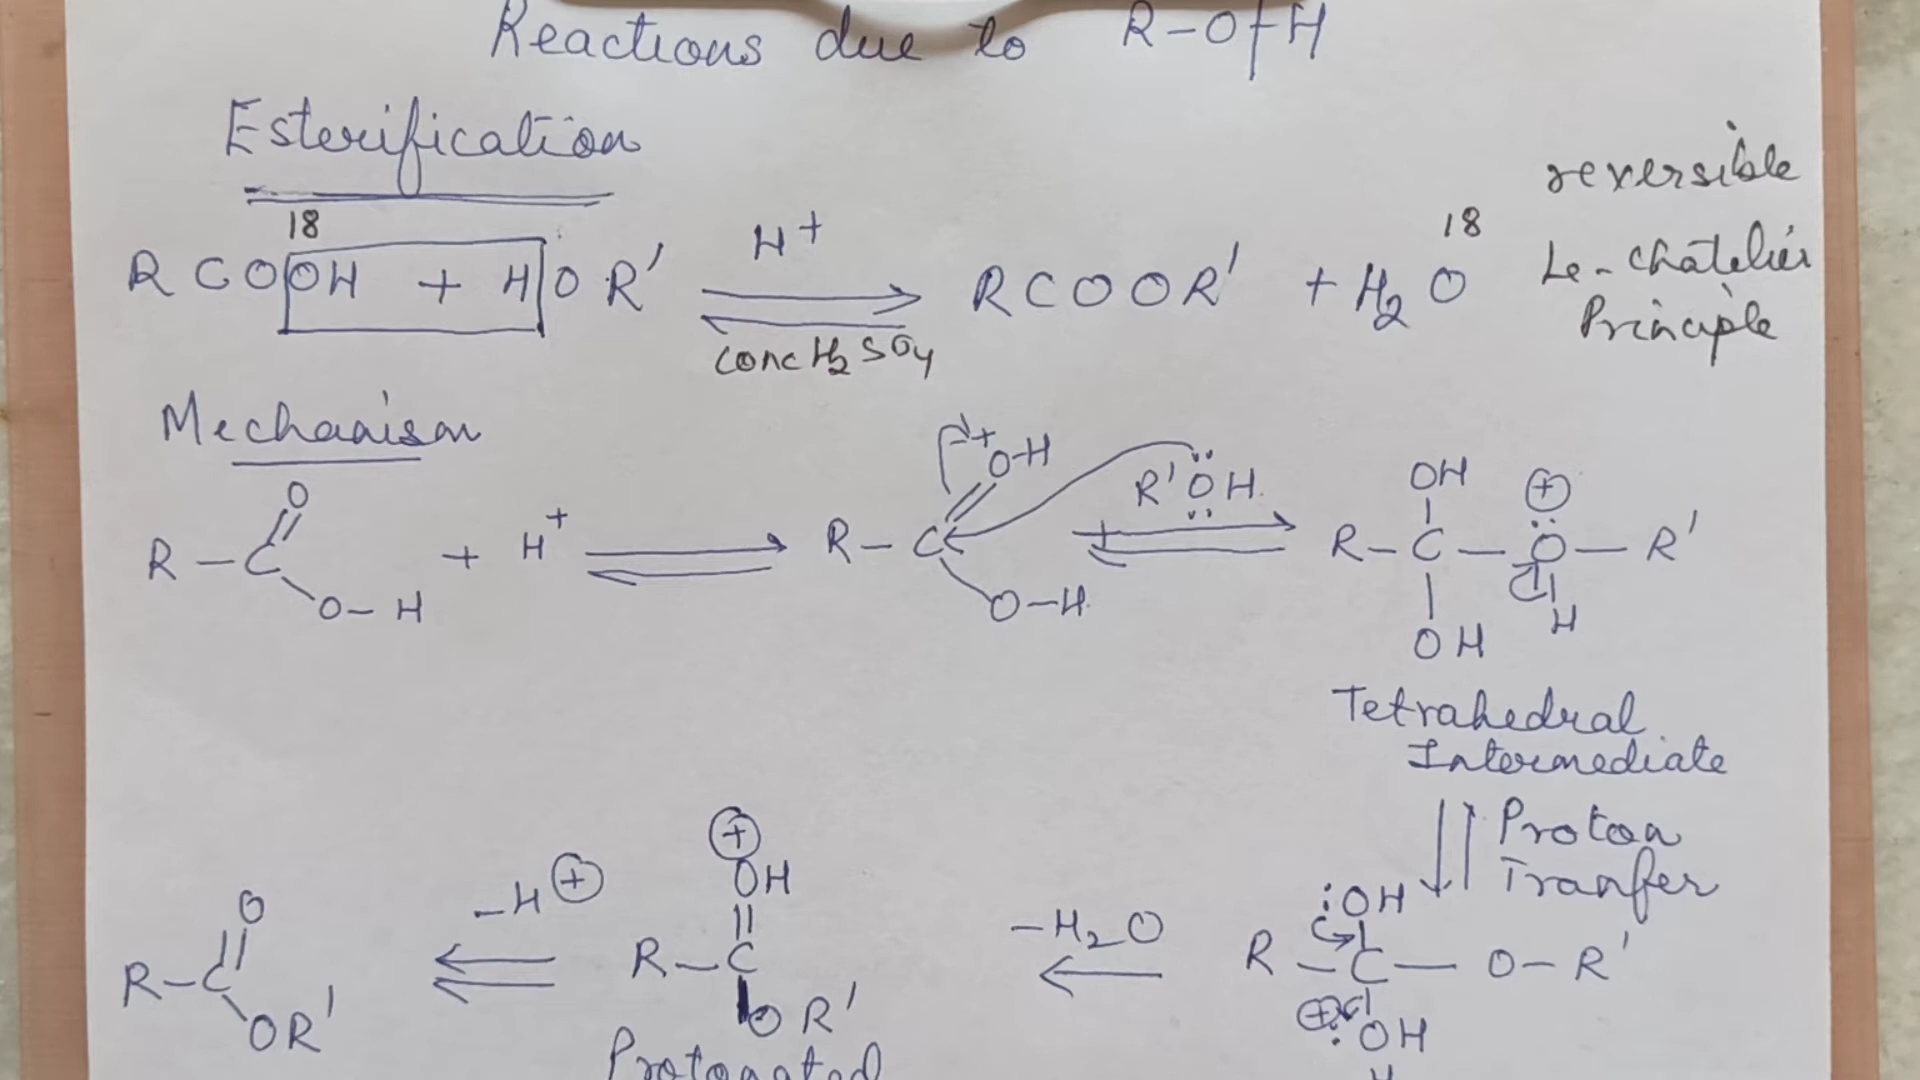 Reactions due to R-O+H
Esterification
reversible
18
18
RCOOH + HOR' H+ RCOOR' + H2O
conc H2SO4
Le-chatelier
Principle
Mechanism
R-C
O
O-H
+ H+
R-C
+
O-H
O-H
+
R'OH
R-C-O-R'
OH
OH
+
H
Tetrahedral
Intermediate
Proton
Tranfer
R-C-O-R'
:OH
+
:OH
H
-H2O
R-C
+
OH
OR'
Protonated
-H+
R-C
O
OR'